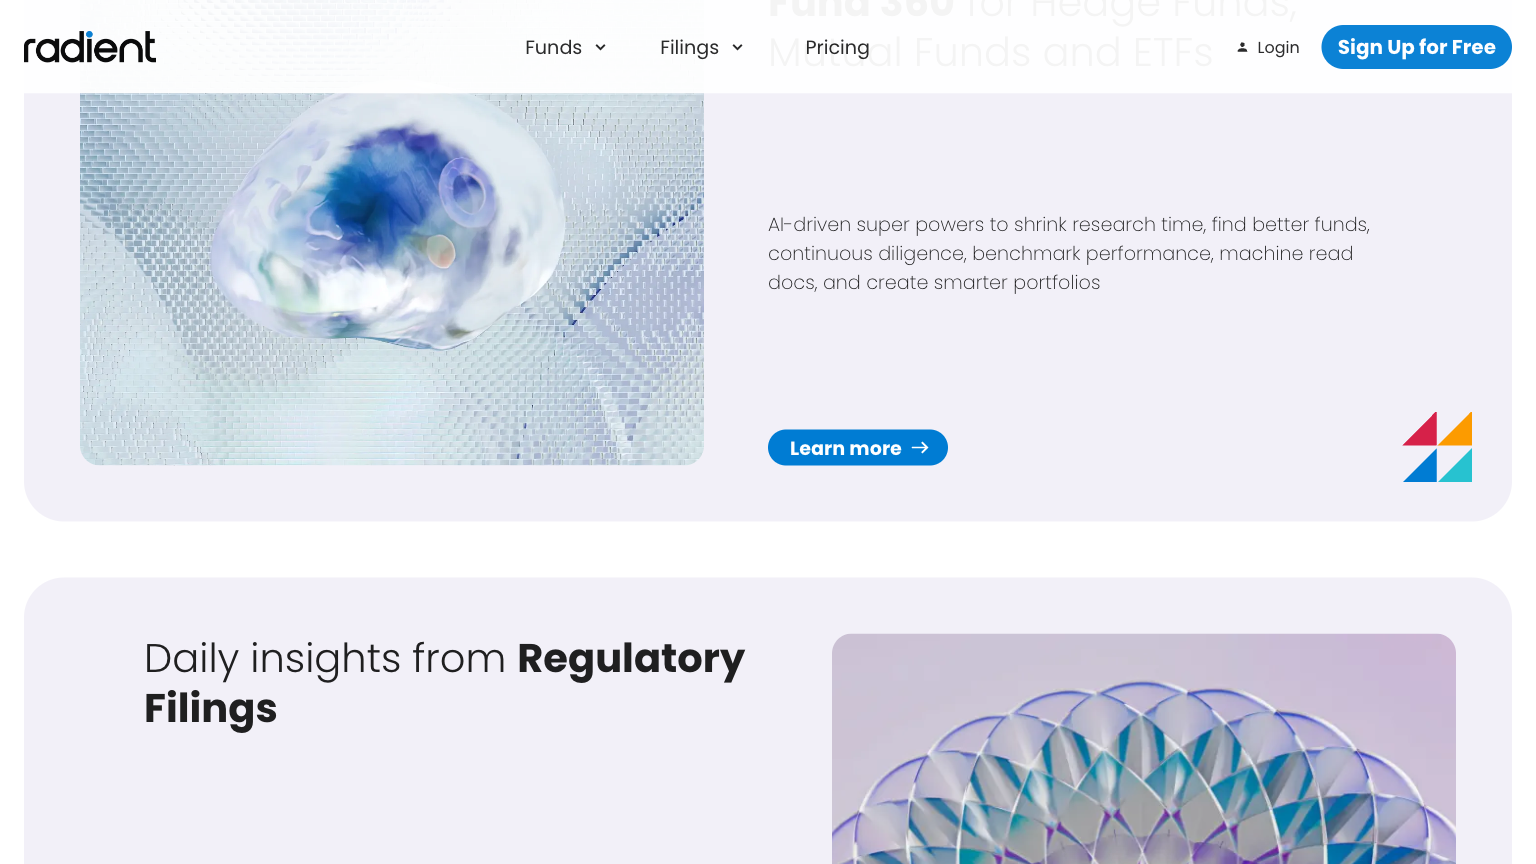 Fund 360 for Hedge Funds,
Mutual Funds and ETFs
radient
Funds
Filings
Pricing
Login
Sign Up for Free
AI-driven super powers to shrink research time, find better funds,
continuous diligence, benchmark performance, machine read
docs, and create smarter portfolios
Learn more
Daily insights from Regulatory
Filings